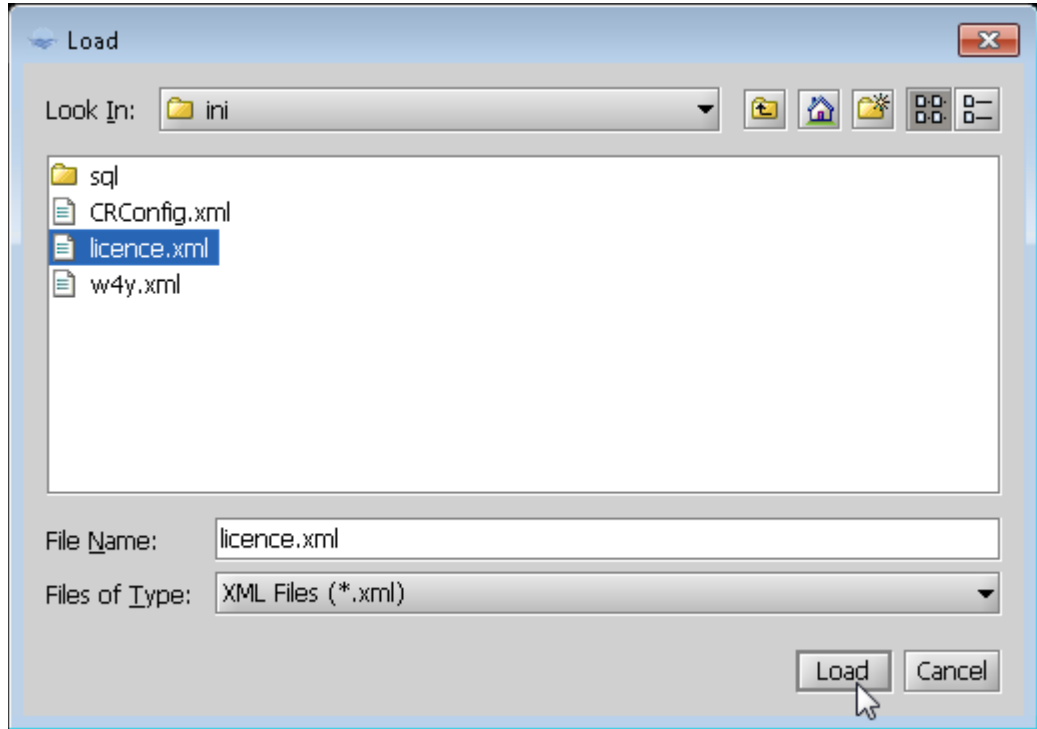 Load
Look In: ini
sql
CRConfig.xml
licence.xml
w4y.xml
File Name: licence.xml
Files of Type: XML Files (*.xml)
Load Cancel